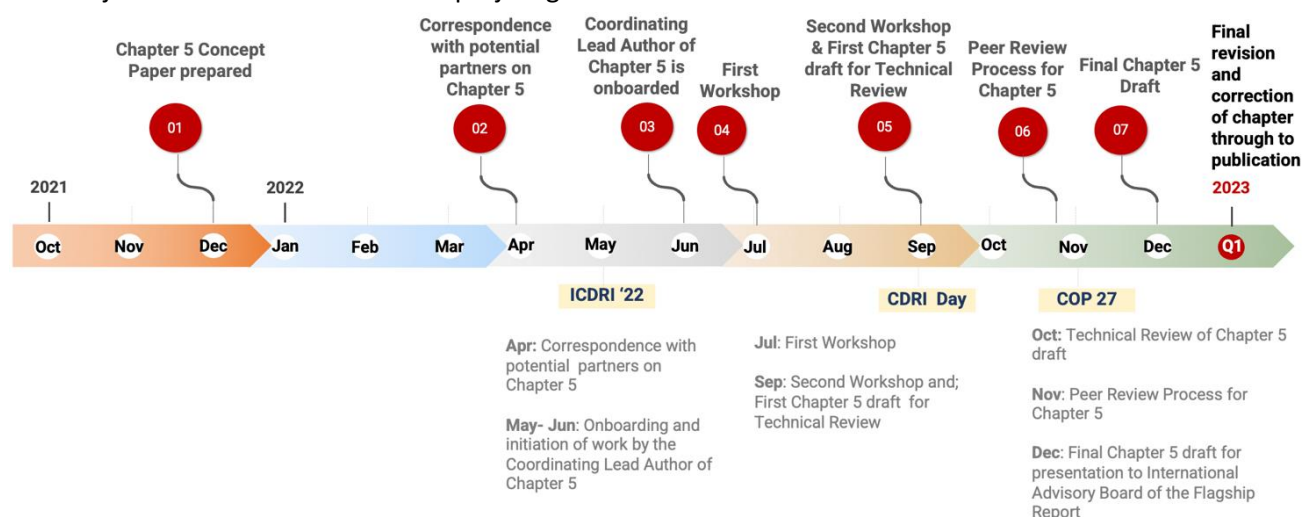 Chapter 5 Concept
Paper prepared
Correspondence
with potential
partners on
Chapter 5
Coordinating
Lead Author of
Chapter 5 is
onboarded
First
Workshop
Second Workshop
& First Chapter 5
draft for Technical
Review
Peer Review
Process for
Chapter 5
Final Chapter 5
Draft
Final
revision
and
correction
of chapter
through to
publication
01
02
03
04
05
06
07
2021
2022
2023
Oct
Nov
Dec
Jan
Feb
Mar
Apr
May
Jun
Jul
Aug
Sep
Oct
Nov
Dec
Q1
ICDRI '22
CDRI Day
COP 27
Apr: Correspondence with
potential partners on
Chapter 5
May- Jun: Onboarding and
initiation of work by the
Coordinating Lead Author of
Chapter 5
Jul: First Workshop
Sep: Second Workshop and;
First Chapter 5 draft for
Technical Review
Oct: Technical Review of Chapter 5
draft
Nov: Peer Review Process for
Chapter 5
Dec: Final Chapter 5 draft for
presentation to International
Advisory Board of the Flagship
Report